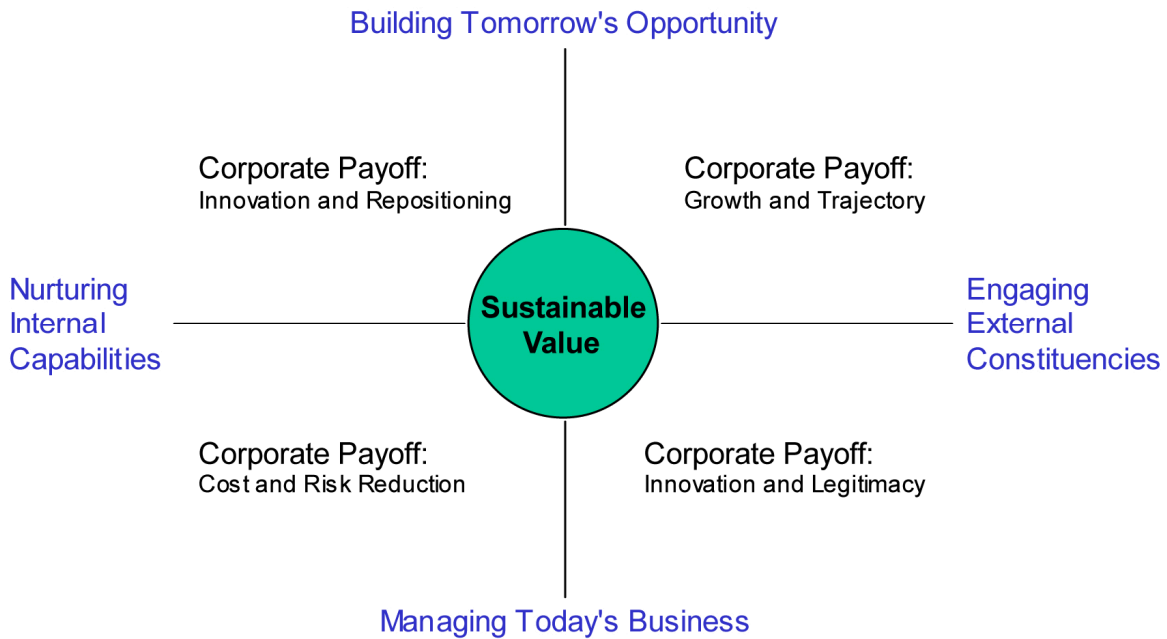 Building Tomorrow's Opportunity
Corporate Payoff:
Innovation and Repositioning
Corporate Payoff:
Growth and Trajectory
Nurturing
Internal
Capabilities
Sustainable
Value
Engaging
External
Constituencies
Corporate Payoff:
Cost and Risk Reduction
Corporate Payoff:
Innovation and Legitimacy
Managing Today's Business